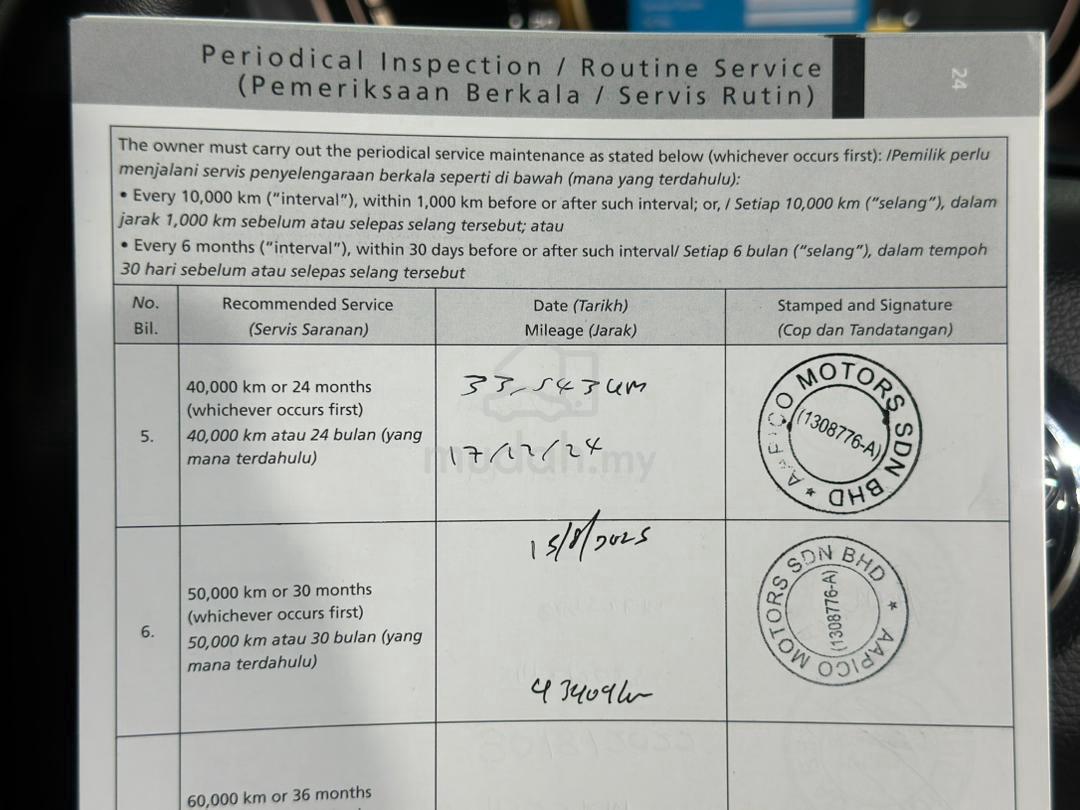 24
Periodical Inspection / Routine Service
(Pemeriksaan Berkala / Servis Rutin)
The owner must carry out the periodical service maintenance as stated below (whichever occurs first): /Pemilik perlu
menjalani servis penyelengaraan berkala seperti di bawah (mana yang terdahulu):
• Every 10,000 km ("interval"), within 1,000 km before or after such interval; or, / Setiap 10,000 km ("selang"), dalam
jarak 1,000 km sebelum atau selepas selang tersebut; atau
• Every 6 months ("interval"), within 30 days before or after such interval/ Setiap 6 bulan ("selang"), dalam tempoh
30 hari sebelum atau selepas selang tersebut
No.
Bil.
Recommended Service
(Servis Saranan)
Date (Tarikh)
Mileage (Jarak)
Stamped and Signature
(Cop dan Tandatangan)
5.
40,000 km or 24 months
(whichever occurs first)
40,000 km atau 24 bulan (yang
mana terdahulu)
33,543 km
17/12/24
AAPICO MOTORS SDN BHD *
(1308776-A)
mudah.my
6.
50,000 km or 30 months
(whichever occurs first)
50,000 km atau 30 bulan (yang
mana terdahulu)
15/8/2025
43409km
AAPICO MOTORS SDN BHD *
(1308776-A)
60,000 km or 36 months